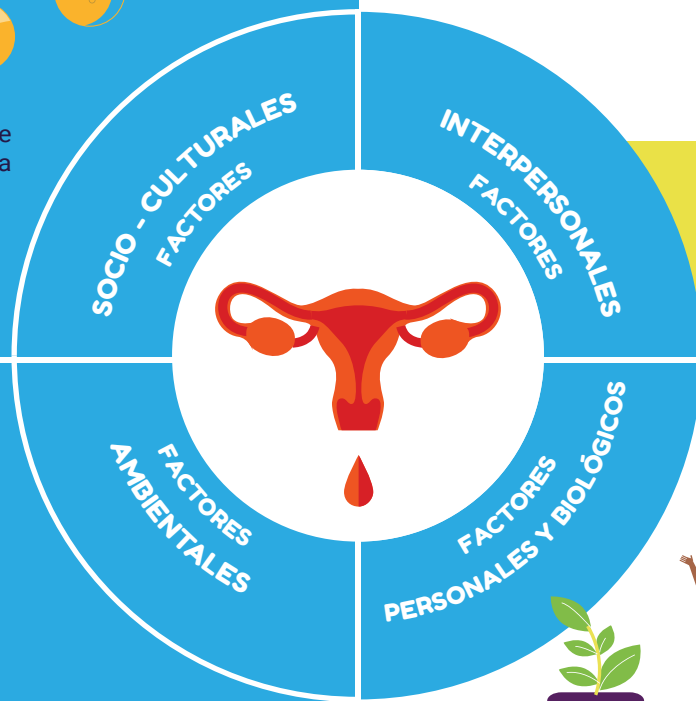 e
a
SOCIO - CULTURALES
FACTORES
INTERPERSONALES
FACTORES
FACTORES
AMBIENTALES
FACTORES
PERSONALES Y BIOLÓGICOS